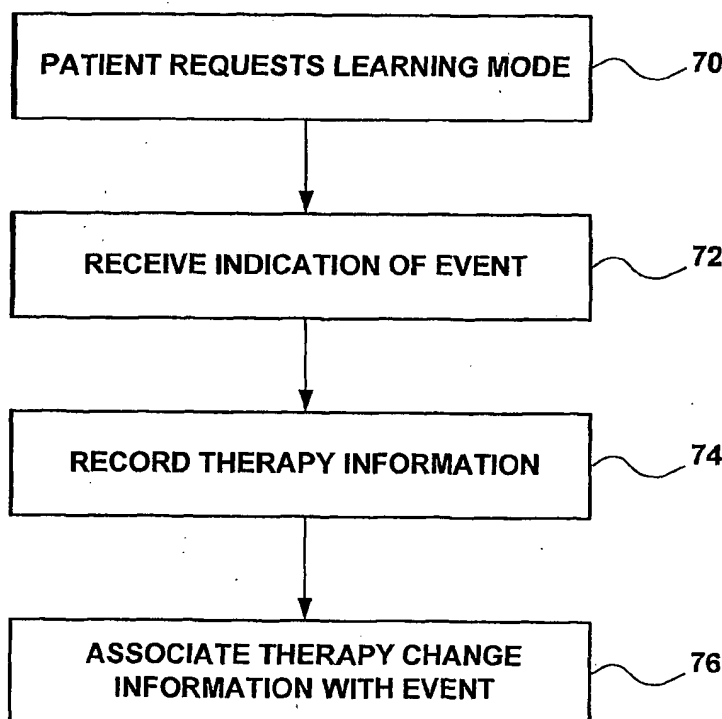 PATIENT REQUESTS LEARNING MODE
70
RECEIVE INDICATION OF EVENT
72
RECORD THERAPY INFORMATION
74
ASSOCIATE THERAPY CHANGE
INFORMATION WITH EVENT
76